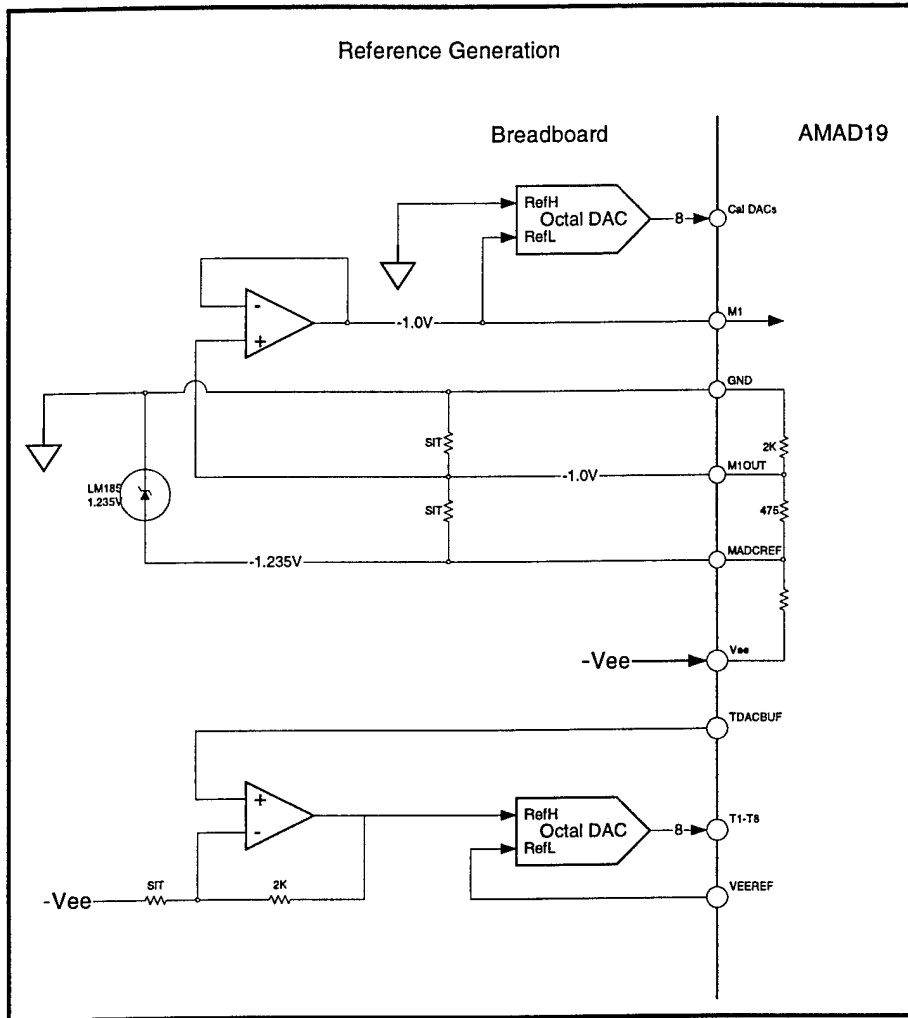 Reference Generation
Breadboard
AMAD19
RefH
Octal DAC
RefL
8
Cal DACs
-
+
-1.0V
M1
GND
SIT
2K
LM185
1.235V
-1.0V
M1OUT
SIT
475
-1.235V
MADCREF
-Vee
Vee
TDACBUF
+
-
RefH
Octal DAC
RefL
8
T1-T8
-Vee
SIT
2K
VEEREF